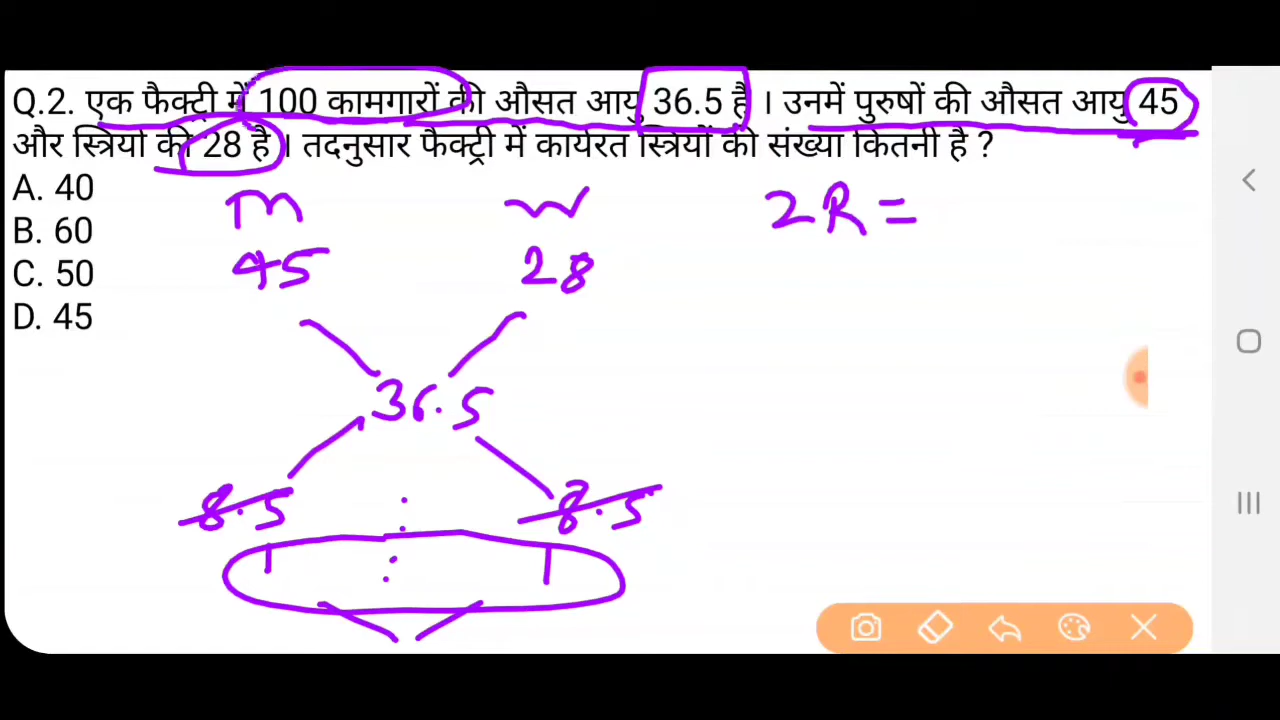 Q.2. एक फैक्ट्री में 100 कामगारों की औसत आयु 36.5 है । उनमें पुरुषों की औसत आयु 45
और स्त्रियों की 28 है । तदनुसार फैक्ट्री में कार्यरत स्त्रियों की संख्या कितनी है ?
A. 40
B. 60
C. 50
D. 45
m w 2R =
45 28
36.5
8.5 : 8.5
1 : 1